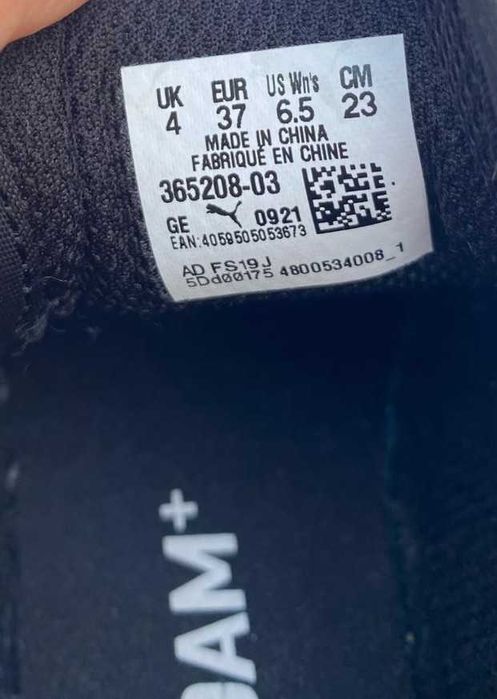 UK EUR US Wn's CM
4 37 6.5 23
MADE IN CHINA
FABRIQUÉ EN CHINE
365208-03
GE 0921
EAN:4059505053673
AD FS19J
5Dd00175 4800534008_1
OAM+